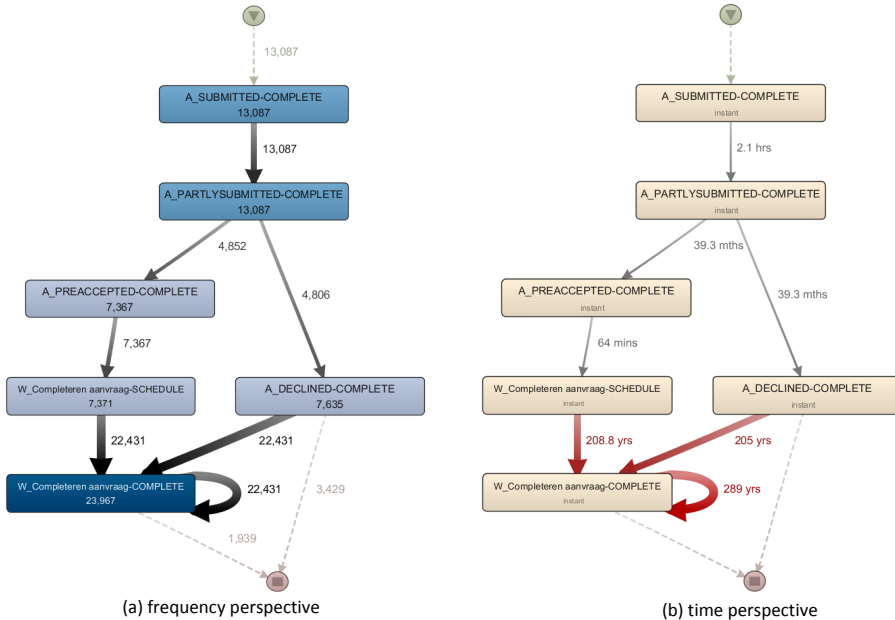 13,087
A_SUBMITTED-COMPLETE
13,087
13,087
A_PARTLYSUBMITTED-COMPLETE
13,087
4,852
4,806
A_PREACCEPTED-COMPLETE
7,367
7,367
W_Completeren aanvraag-SCHEDULE
7,371
A_DECLINED-COMPLETE
7,635
22,431
22,431
W_Completeren aanvraag-COMPLETE
23,967
22,431
3,429
1,939
(a) frequency perspective
A_SUBMITTED-COMPLETE
instant
2.1 hrs
A_PARTLYSUBMITTED-COMPLETE
instant
39.3 mths
39.3 mths
A_PREACCEPTED-COMPLETE
instant
64 mins
W_Completeren aanvraag-SCHEDULE
instant
A_DECLINED-COMPLETE
instant
208.8 yrs
205 yrs
W_Completeren aanvraag-COMPLETE
instant
289 yrs
(b) time perspective